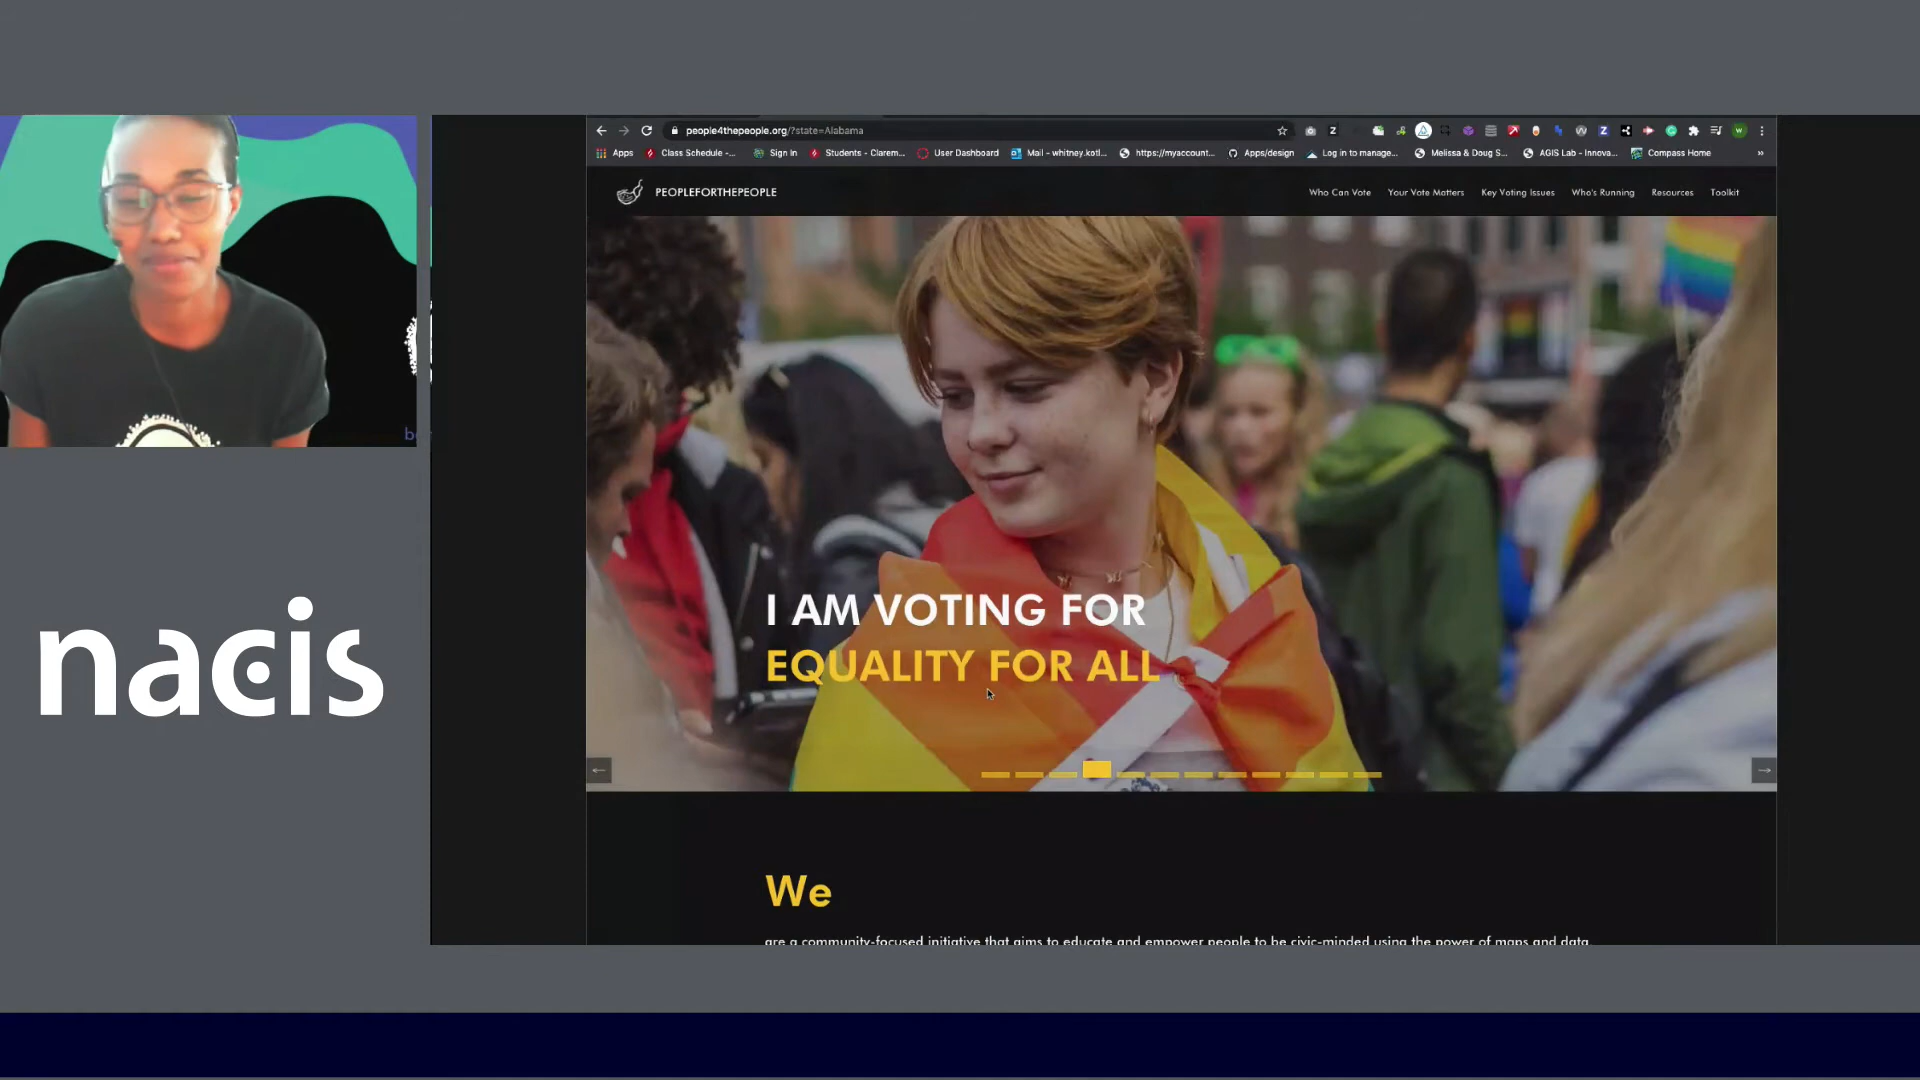 people4thepeople.org/?state=Alabama
Apps
Class Schedule -...
Sign In
Students - Clarem...
User Dashboard
Mail - whitney.kotl...
https://myaccount...
Apps/design
Log in to manage...
Melissa & Doug S...
AGIS Lab - Innova...
Compass Home
»
PEOPLEFORTHEPEOPLE
Who Can Vote
Your Vote Matters
Key Voting Issues
Who's Running
Resources
Toolkit
I AM VOTING FOR
EQUALITY FOR ALL
We
are a community-focused initiative that aims to educate and empower people to be civic-minded using the power of maps and data
nacis